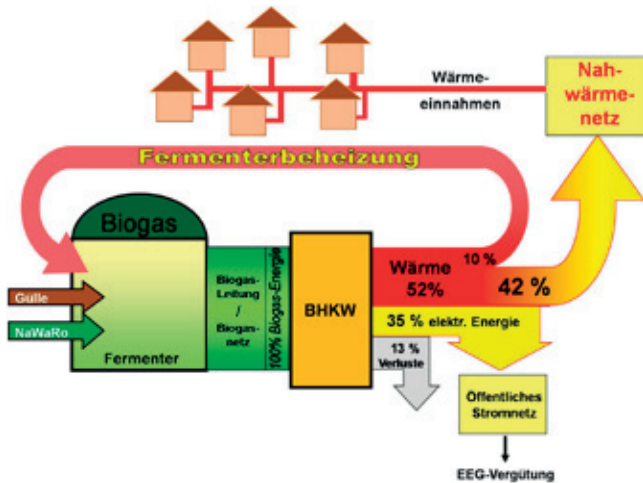 Wärme-
einnahmen
Nah-
wärme-
netz
Fermenterbeheizung
Biogas
Gülle
NaWaRo
Fermenter
Biogas-
Leitung
/
Biogas-
netz
100% Biogas-Energie
BHKW
Wärme
52%
10 %
42 %
35 % elektr. Energie
13 %
Verluste
Öffentliches
Stromnetz
EEG-Vergütung